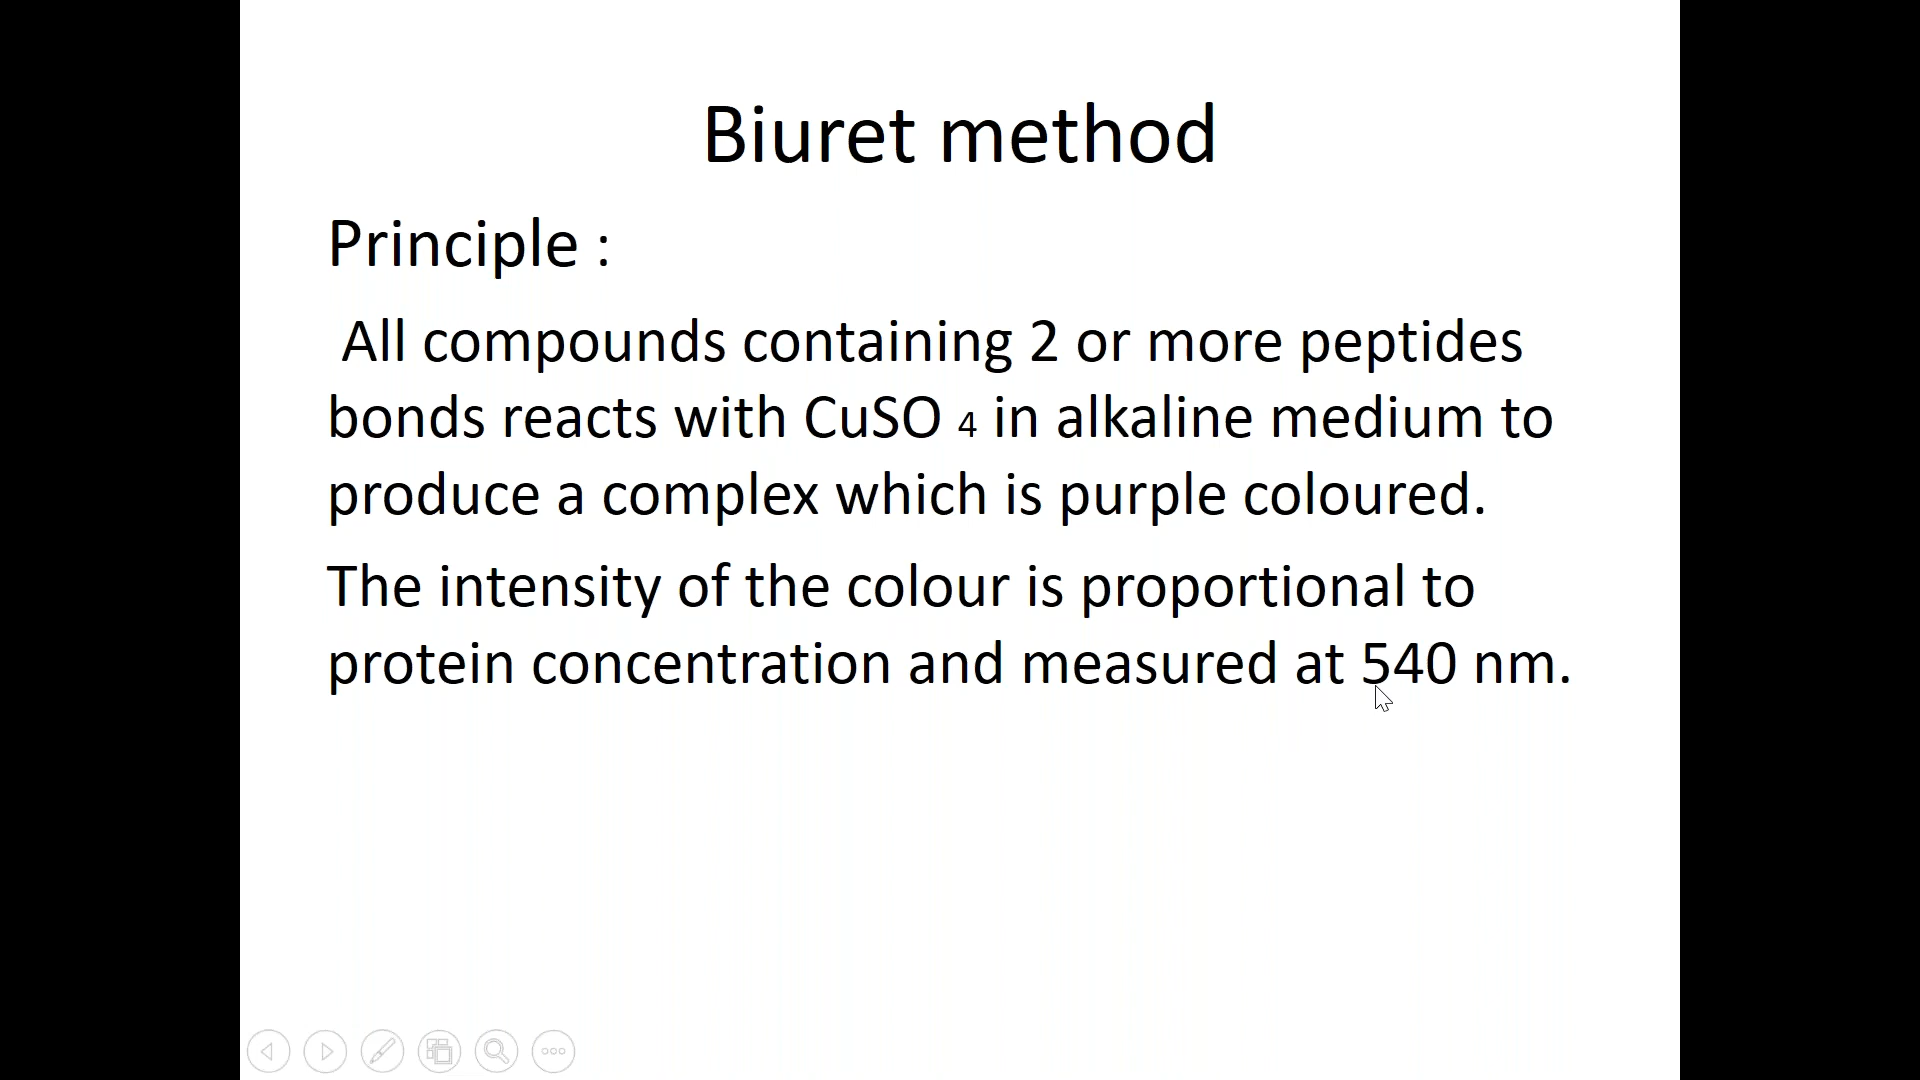 Biuret method
Principle :
All compounds containing 2 or more peptides
bonds reacts with CuSO 4 in alkaline medium to
produce a complex which is purple coloured.
The intensity of the colour is proportional to
protein concentration and measured at 540 nm.